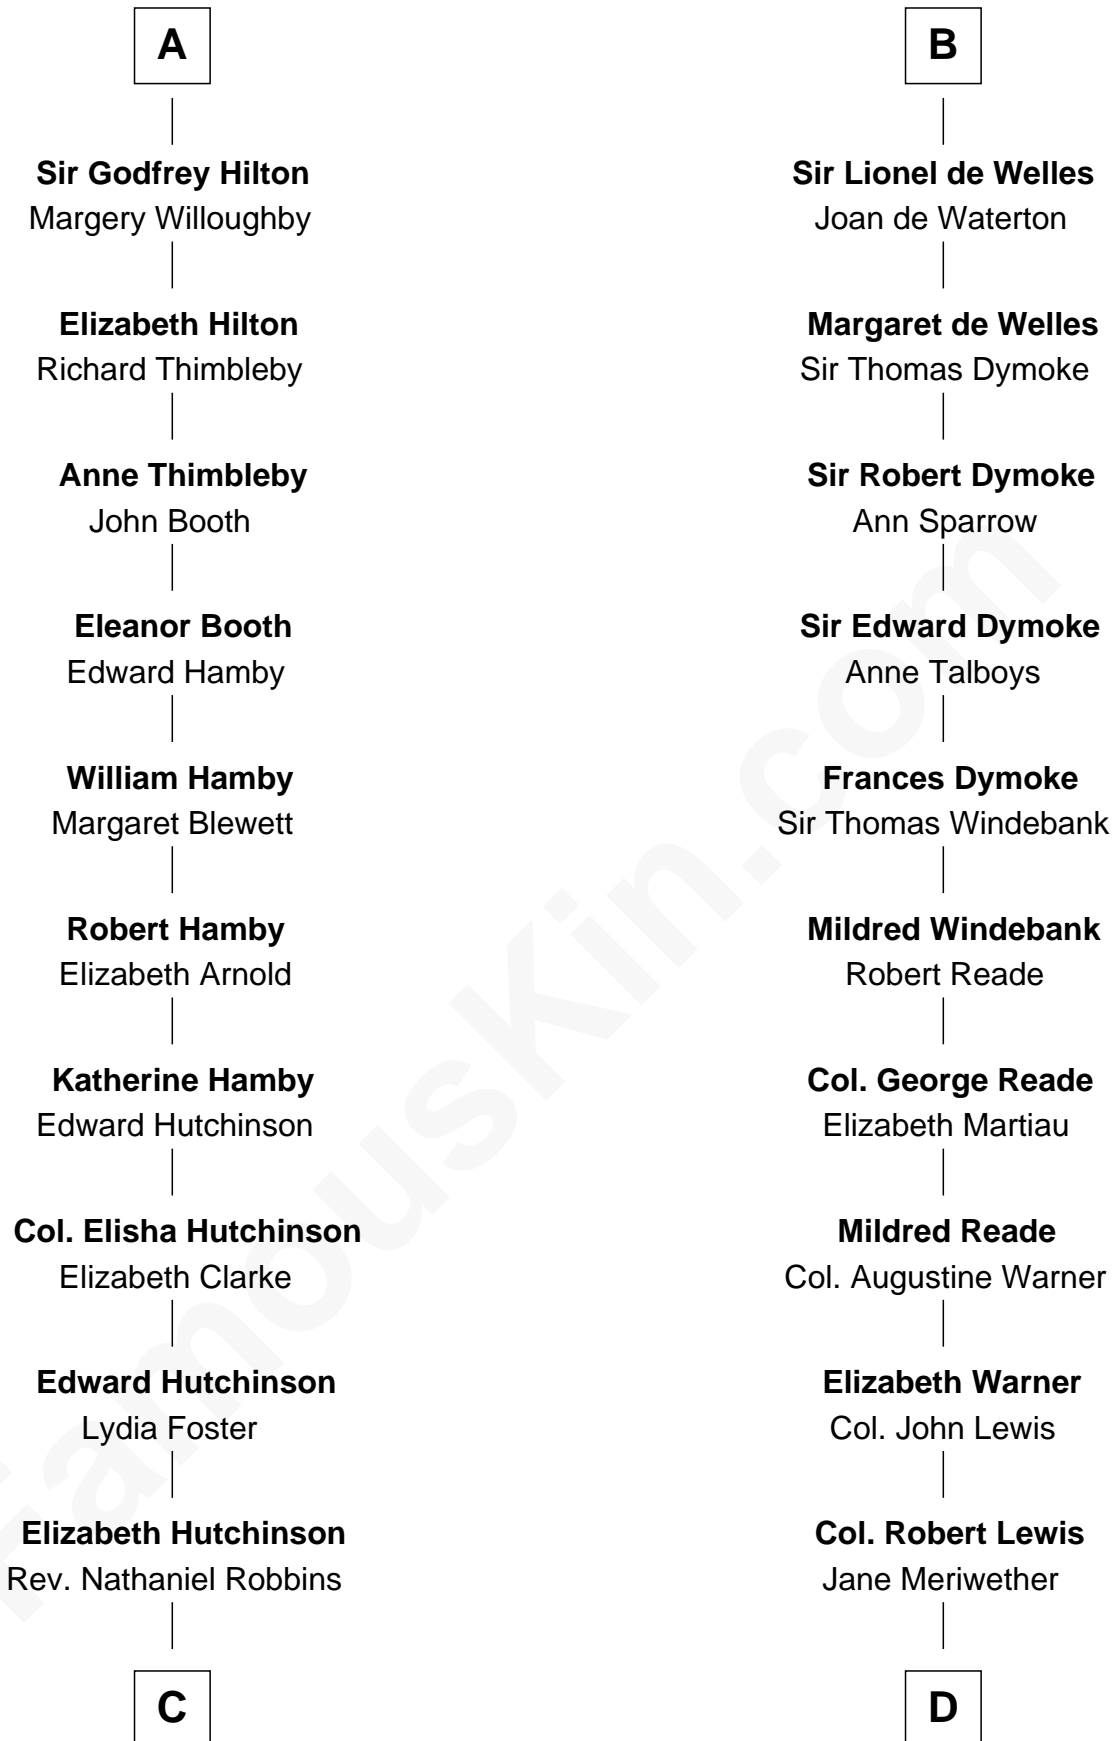 A
Sir Godfrey Hilton
Margery Willoughby
Elizabeth Hilton
Richard Thimbleby
Anne Thimbleby
John Booth
Eleanor Booth
Edward Hamby
William Hamby
Margaret Blewett
Robert Hamby
Elizabeth Arnold
Katherine Hamby
Edward Hutchinson
Col. Elisha Hutchinson
Elizabeth Clarke
Edward Hutchinson
Lydia Foster
Elizabeth Hutchinson
Rev. Nathaniel Robbins
C
B
Sir Lionel de Welles
Joan de Waterton
Margaret de Welles
Sir Thomas Dymoke
Sir Robert Dymoke
Ann Sparrow
Sir Edward Dymoke
Anne Talboys
Frances Dymoke
Sir Thomas Windebank
Mildred Windebank
Robert Reade
Col. George Reade
Elizabeth Martiau
Mildred Reade
Col. Augustine Warner
Elizabeth Warner
Col. John Lewis
Col. Robert Lewis
Jane Meriwether
D
FamousKin.com